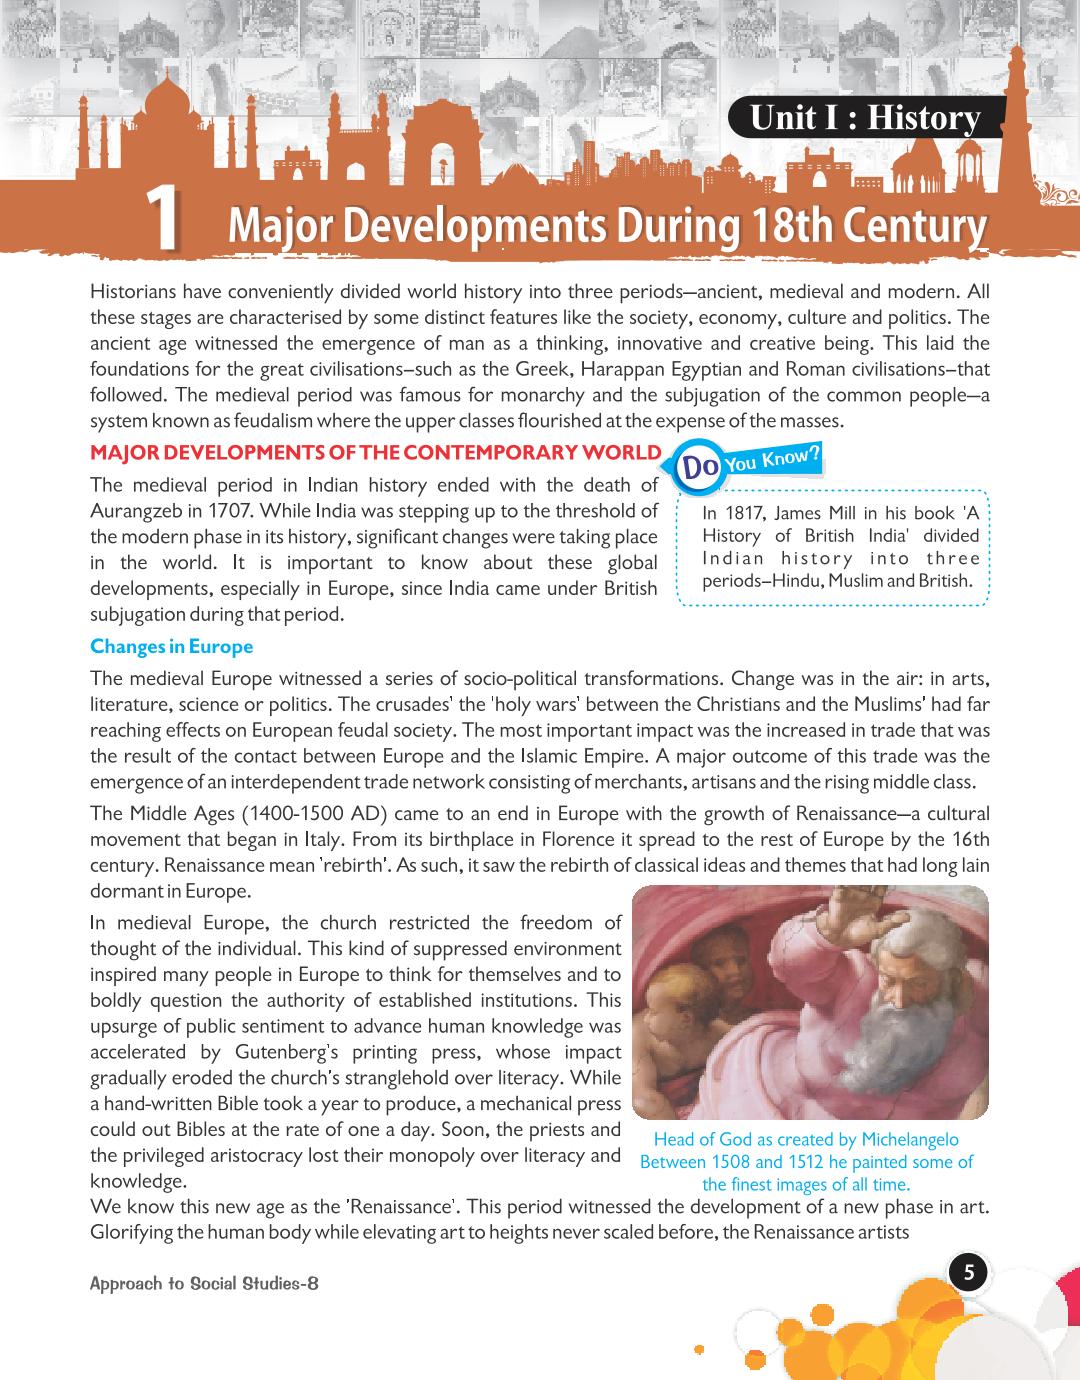 Unit I : History
1 Major Developments During 18th Century
Historians have conveniently divided world history into three periods—ancient, medieval and modern. All
these stages are characterised by some distinct features like the society, economy, culture and politics. The
ancient age witnessed the emergence of man as a thinking, innovative and creative being. This laid the
foundations for the great civilisations–such as the Greek, Harappan Egyptian and Roman civilisations–that
followed. The medieval period was famous for monarchy and the subjugation of the common people—a
system known as feudalism where the upper classes flourished at the expense of the masses.
MAJOR DEVELOPMENTS OF THE CONTEMPORARY WORLD
The medieval period in Indian history ended with the death of
Aurangzeb in 1707. While India was stepping up to the threshold of
the modern phase in its history, significant changes were taking place
in the world. It is important to know about these global
developments, especially in Europe, since India came under British
subjugation during that period.
Do You Know?
In 1817, James Mill in his book 'A
History of British India' divided
Indian history into three
periods–Hindu, Muslim and British.
Changes in Europe
The medieval Europe witnessed a series of socio-political transformations. Change was in the air: in arts,
literature, science or politics. The crusades' the 'holy wars' between the Christians and the Muslims' had far
reaching effects on European feudal society. The most important impact was the increased in trade that was
the result of the contact between Europe and the Islamic Empire. A major outcome of this trade was the
emergence of an interdependent trade network consisting of merchants, artisans and the rising middle class.
The Middle Ages (1400-1500 AD) came to an end in Europe with the growth of Renaissance—a cultural
movement that began in Italy. From its birthplace in Florence it spread to the rest of Europe by the 16th
century. Renaissance mean 'rebirth'. As such, it saw the rebirth of classical ideas and themes that had long lain
dormant in Europe.
In medieval Europe, the church restricted the freedom of
thought of the individual. This kind of suppressed environment
inspired many people in Europe to think for themselves and to
boldly question the authority of established institutions. This
upsurge of public sentiment to advance human knowledge was
accelerated by Gutenberg's printing press, whose impact
gradually eroded the church's stranglehold over literacy. While
a hand-written Bible took a year to produce, a mechanical press
could out Bibles at the rate of one a day. Soon, the priests and
the privileged aristocracy lost their monopoly over literacy and
knowledge.
Head of God as created by Michelangelo
Between 1508 and 1512 he painted some of
the finest images of all time.
We know this new age as the 'Renaissance'. This period witnessed the development of a new phase in art.
Glorifying the human body while elevating art to heights never scaled before, the Renaissance artists
Approach to Social Studies-8
5